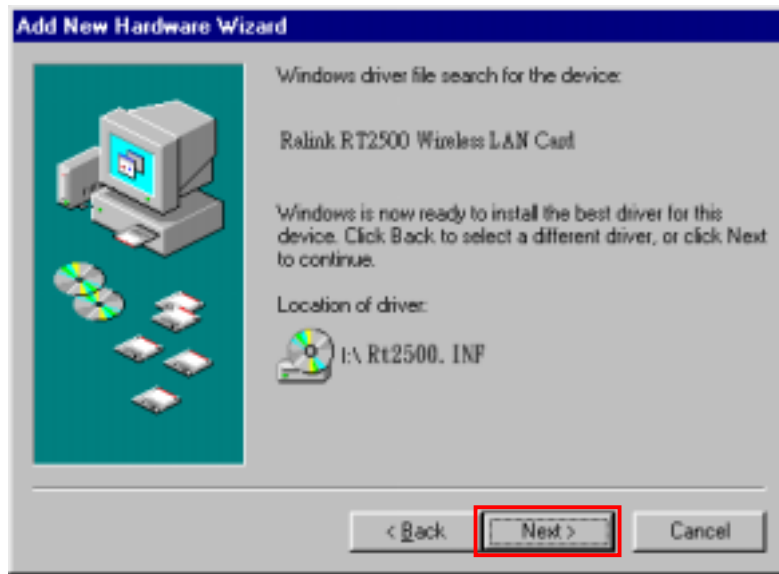 Add New Hardware Wizard
Windows driver file search for the device:
Ralink RT2500 Wireless LAN Card
Windows is now ready to install the best driver for this
device. Click Back to select a different driver, or click Next
to continue.
Location of driver:
I:\ Rt2500. INF
< Back
Next >
Cancel